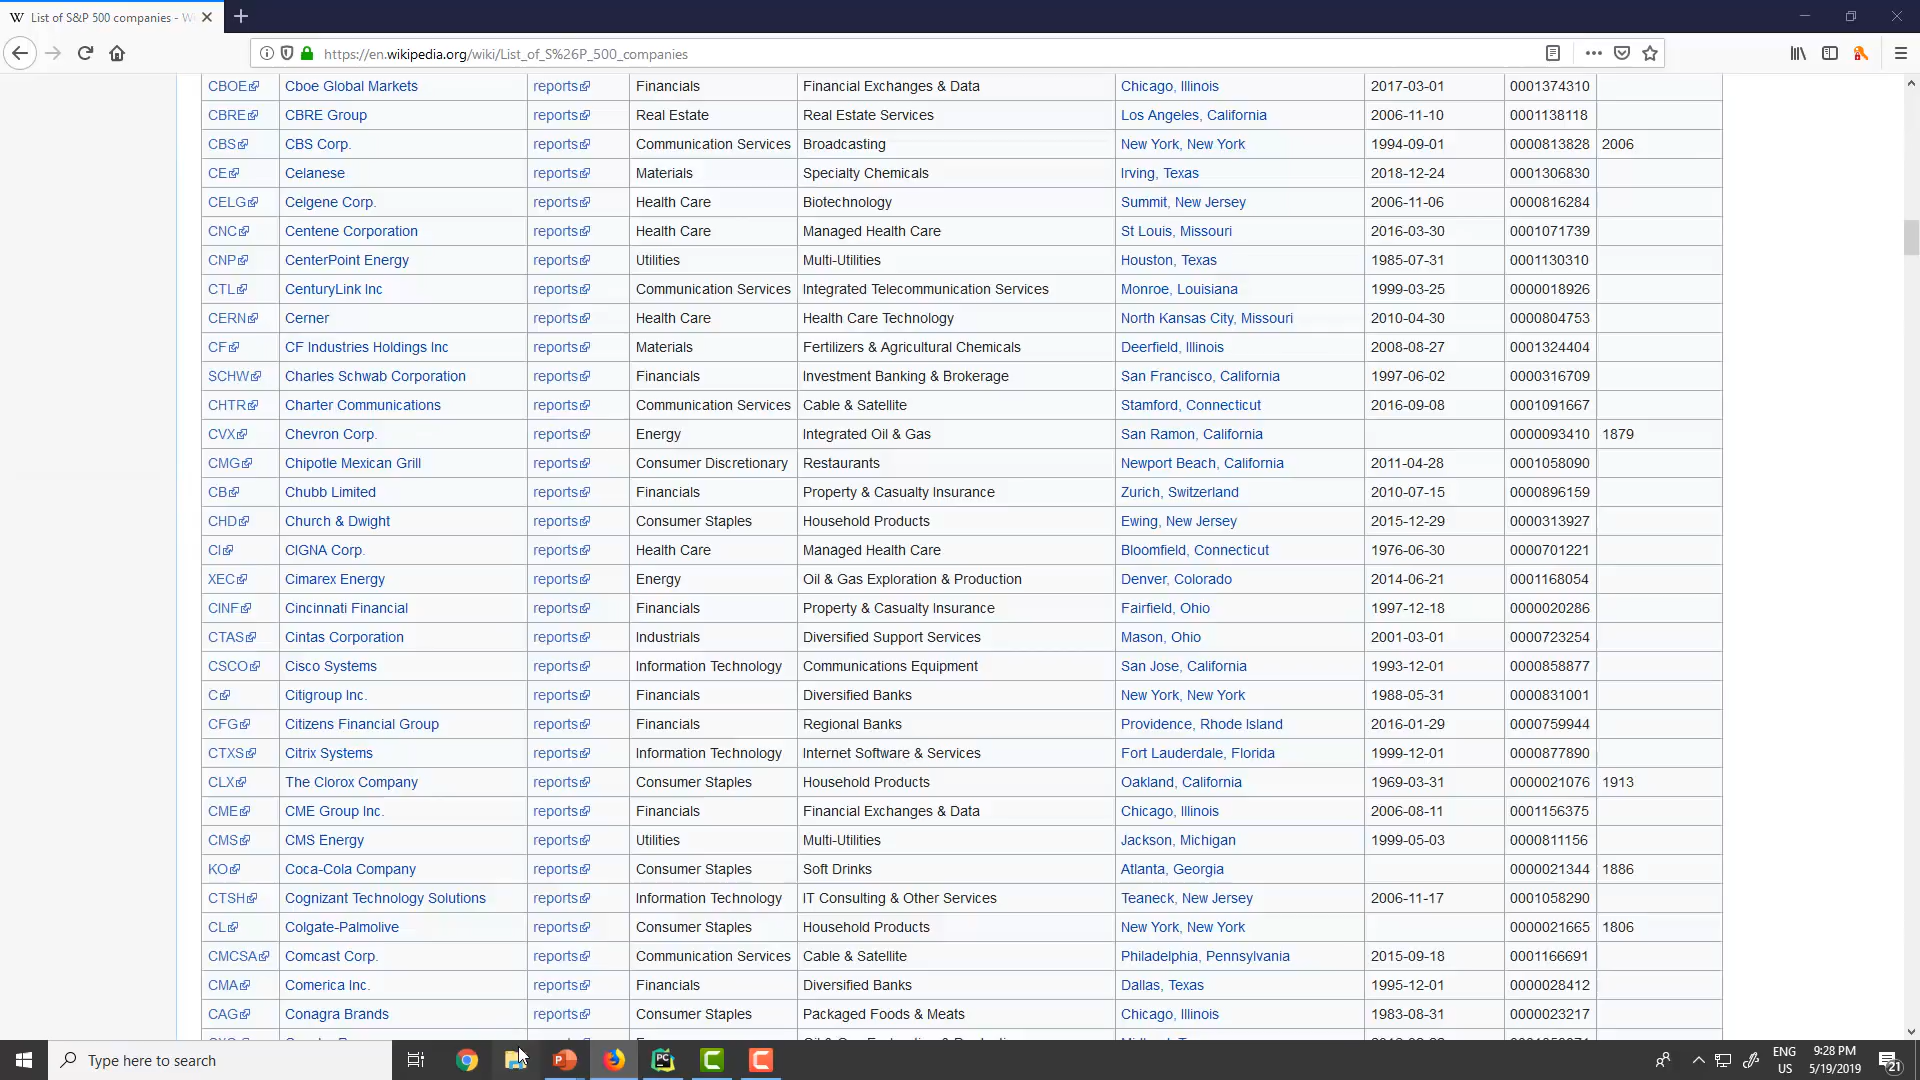 List of S&P 500 companies - W
https://en.wikipedia.org/wiki/List_of_S%26P_500_companies
CBOE Cboe Global Markets reports Financials Financial Exchanges & Data Chicago, Illinois 2017-03-01 0001374310
CBRE CBRE Group reports Real Estate Real Estate Services Los Angeles, California 2006-11-10 0001138118
CBS CBS Corp. reports Communication Services Broadcasting New York, New York 1994-09-01 0000813828 2006
CE Celanese reports Materials Specialty Chemicals Irving, Texas 2018-12-24 0001306830
CELG Celgene Corp. reports Health Care Biotechnology Summit, New Jersey 2006-11-06 0000816284
CNC Centene Corporation reports Health Care Managed Health Care St Louis, Missouri 2016-03-30 0001071739
CNP CenterPoint Energy reports Utilities Multi-Utilities Houston, Texas 1985-07-31 0001130310
CTL CenturyLink Inc reports Communication Services Integrated Telecommunication Services Monroe, Louisiana 1999-03-25 0000018926
CERN Cerner reports Health Care Health Care Technology North Kansas City, Missouri 2010-04-30 0000804753
CF CF Industries Holdings Inc reports Materials Fertilizers & Agricultural Chemicals Deerfield, Illinois 2008-08-27 0001324404
SCHW Charles Schwab Corporation reports Financials Investment Banking & Brokerage San Francisco, California 1997-06-02 0000316709
CHTR Charter Communications reports Communication Services Cable & Satellite Stamford, Connecticut 2016-09-08 0001091667
CVX Chevron Corp. reports Energy Integrated Oil & Gas San Ramon, California 0000093410 1879
CMG Chipotle Mexican Grill reports Consumer Discretionary Restaurants Newport Beach, California 2011-04-28 0001058090
CB Chubb Limited reports Financials Property & Casualty Insurance Zurich, Switzerland 2010-07-15 0000896159
CHD Church & Dwight reports Consumer Staples Household Products Ewing, New Jersey 2015-12-29 0000313927
CI CIGNA Corp. reports Health Care Managed Health Care Bloomfield, Connecticut 1976-06-30 0000701221
XEC Cimarex Energy reports Energy Oil & Gas Exploration & Production Denver, Colorado 2014-06-21 0001168054
CINF Cincinnati Financial reports Financials Property & Casualty Insurance Fairfield, Ohio 1997-12-18 0000020286
CTAS Cintas Corporation reports Industrials Diversified Support Services Mason, Ohio 2001-03-01 0000723254
CSCO Cisco Systems reports Information Technology Communications Equipment San Jose, California 1993-12-01 0000858877
C Citigroup Inc. reports Financials Diversified Banks New York, New York 1988-05-31 0000831001
CFG Citizens Financial Group reports Financials Regional Banks Providence, Rhode Island 2016-01-29 0000759944
CTXS Citrix Systems reports Information Technology Internet Software & Services Fort Lauderdale, Florida 1999-12-01 0000877890
CLX The Clorox Company reports Consumer Staples Household Products Oakland, California 1969-03-31 0000021076 1913
CME CME Group Inc. reports Financials Financial Exchanges & Data Chicago, Illinois 2006-08-11 0001156375
CMS CMS Energy reports Utilities Multi-Utilities Jackson, Michigan 1999-05-03 0000811156
KO Coca-Cola Company reports Consumer Staples Soft Drinks Atlanta, Georgia 0000021344 1886
CTSH Cognizant Technology Solutions reports Information Technology IT Consulting & Other Services Teaneck, New Jersey 2006-11-17 0001058290
CL Colgate-Palmolive reports Consumer Staples Household Products New York, New York 0000021665 1806
CMCSA Comcast Corp. reports Communication Services Cable & Satellite Philadelphia, Pennsylvania 2015-09-18 0001166691
CMA Comerica Inc. reports Financials Diversified Banks Dallas, Texas 1995-12-01 0000028412
CAG Conagra Brands reports Consumer Staples Packaged Foods & Meats Chicago, Illinois 1983-08-31 0000023217
Type here to search
ENG
US
9:28 PM
5/19/2019
21